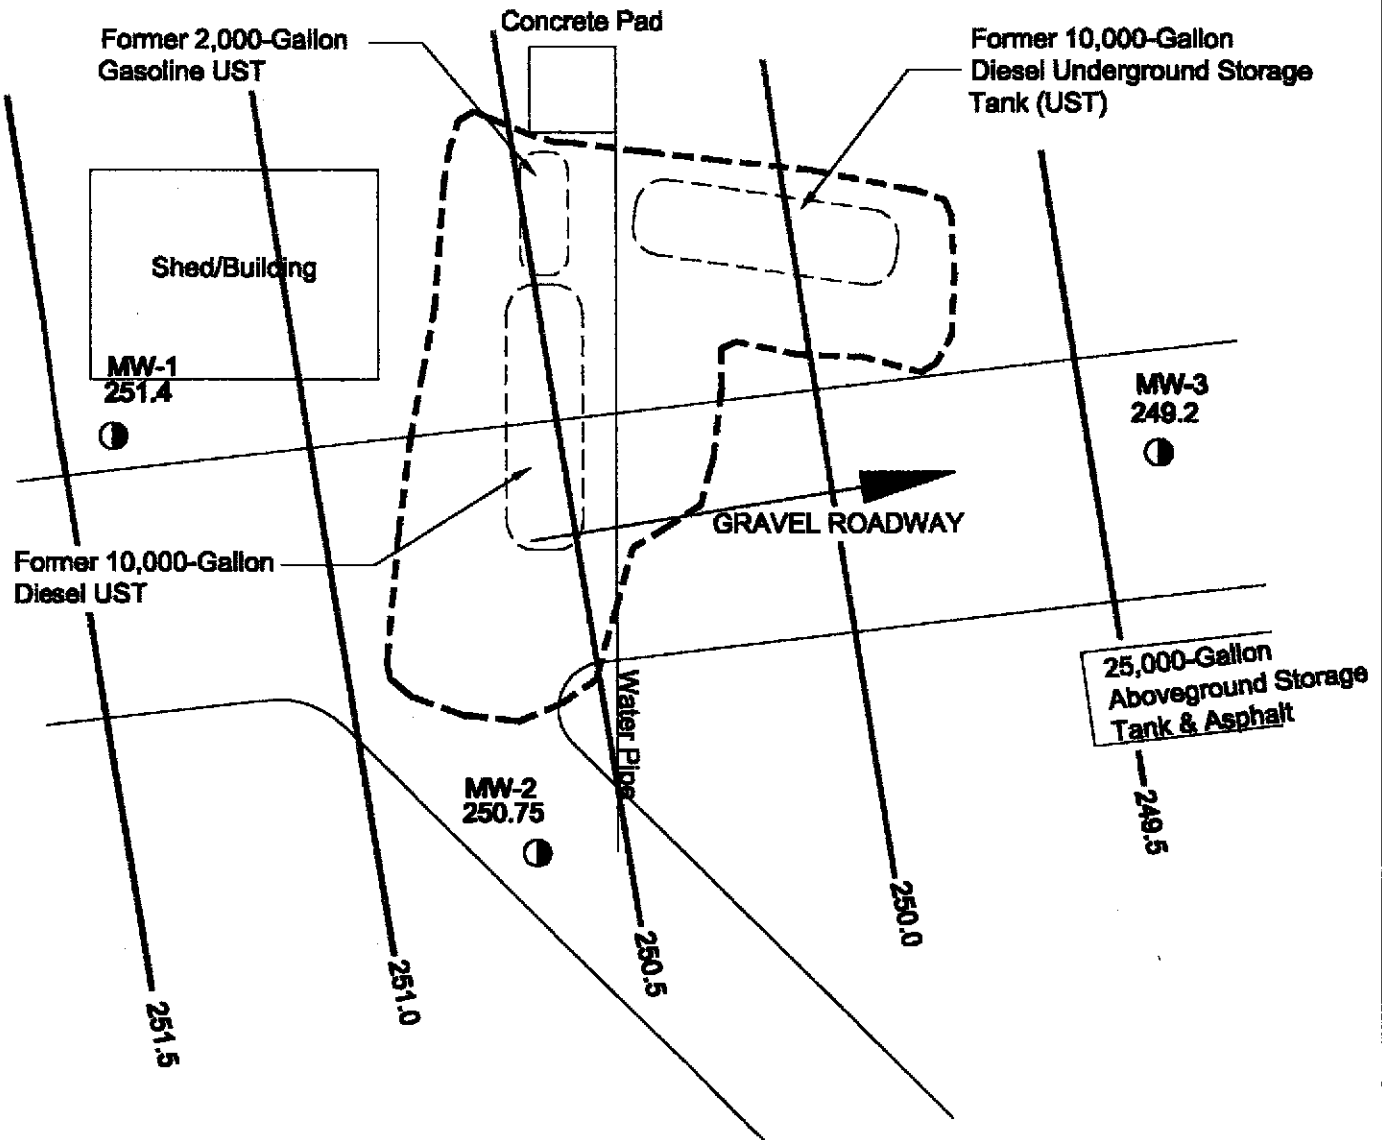 Concrete Pad
Former 2,000-Gallon
Gasoline UST
Former 10,000-Gallon
Diesel Underground Storage
Tank (UST)
Shed/Building
MW-1
251.4
MW-3
249.2
GRAVEL ROADWAY
Former 10,000-Gallon
Diesel UST
25,000-Gallon
Aboveground Storage
Tank & Asphalt
Water Pipe
MW-2
250.75
249.5
250.0
250.5
251.0
251.5